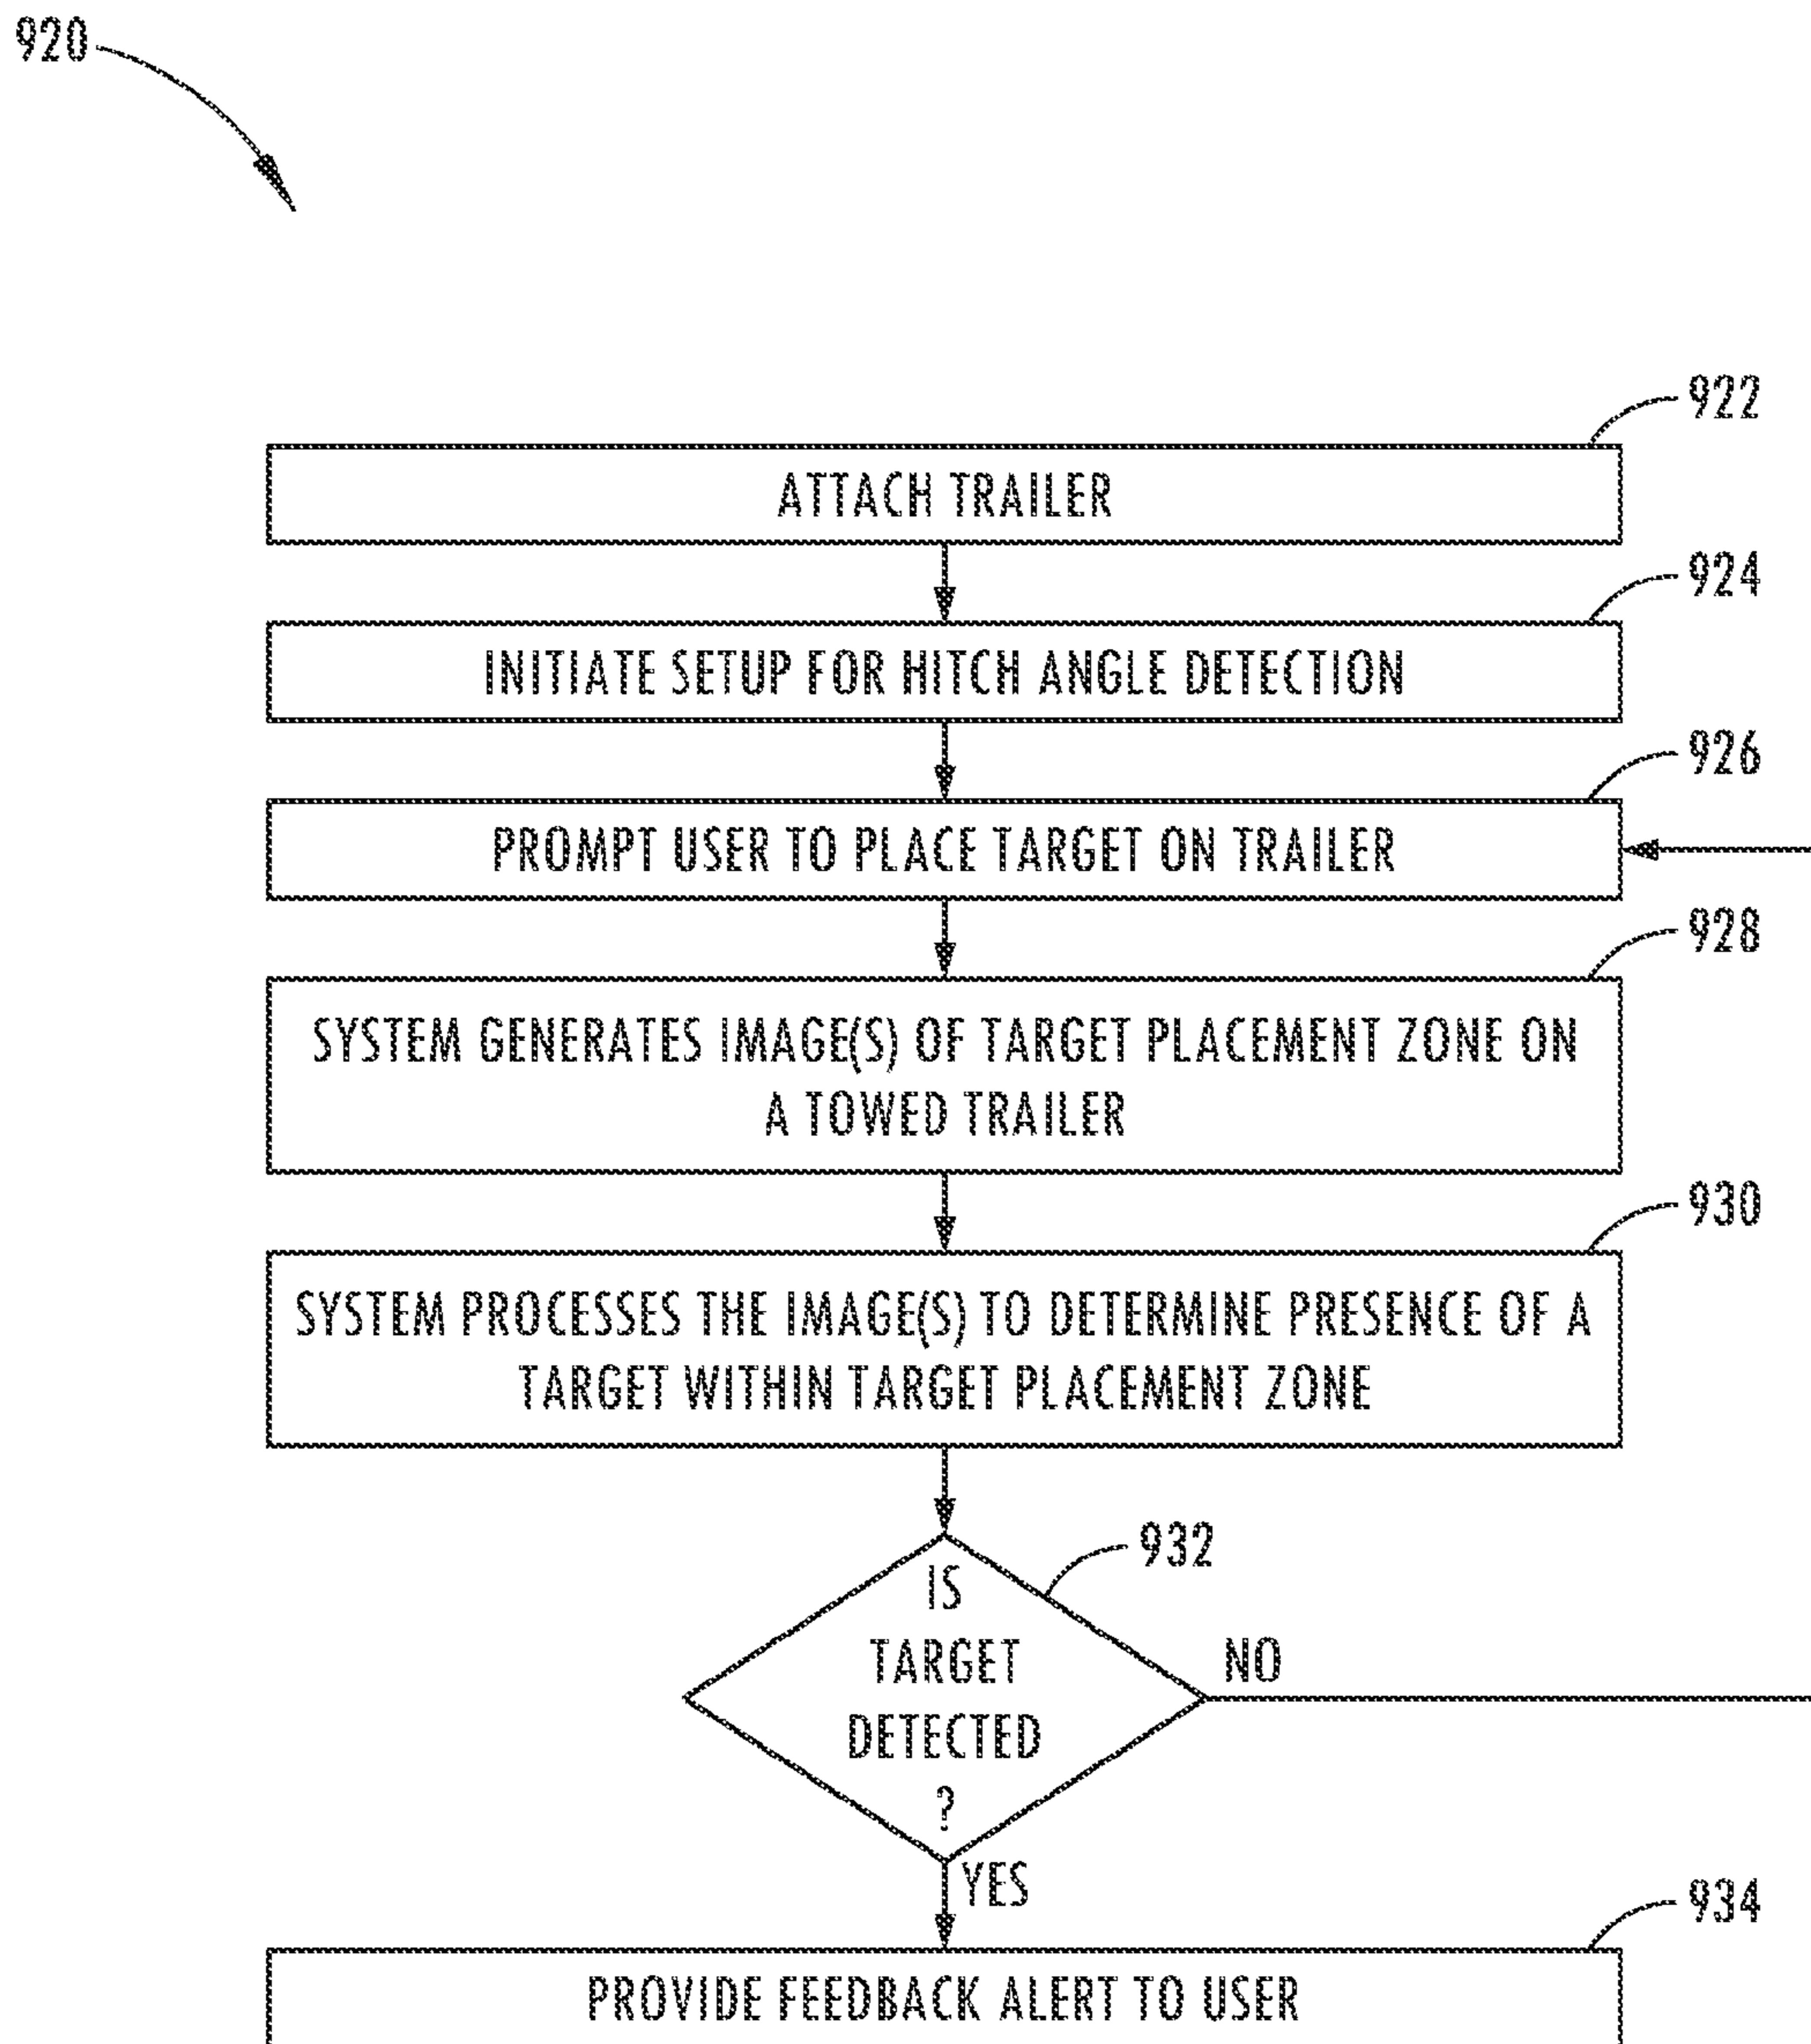 920
922
ATTACH TRAILER
924
INITIATE SETUP FOR HITCH ANGLE DETECTION
926
PROMPT USER TO PLACE TARGET ON TRAILER
928
SYSTEM GENERATES IMAGE(S) OF TARGET PLACEMENT ZONE ON
A TOWED TRAILER
930
SYSTEM PROCESSES THE IMAGE(S) TO DETERMINE PRESENCE OF A
TARGET WITHIN TARGET PLACEMENT ZONE
932
IS
TARGET
DETECTED
?
NO
YES
934
PROVIDE FEEDBACK ALERT TO USER